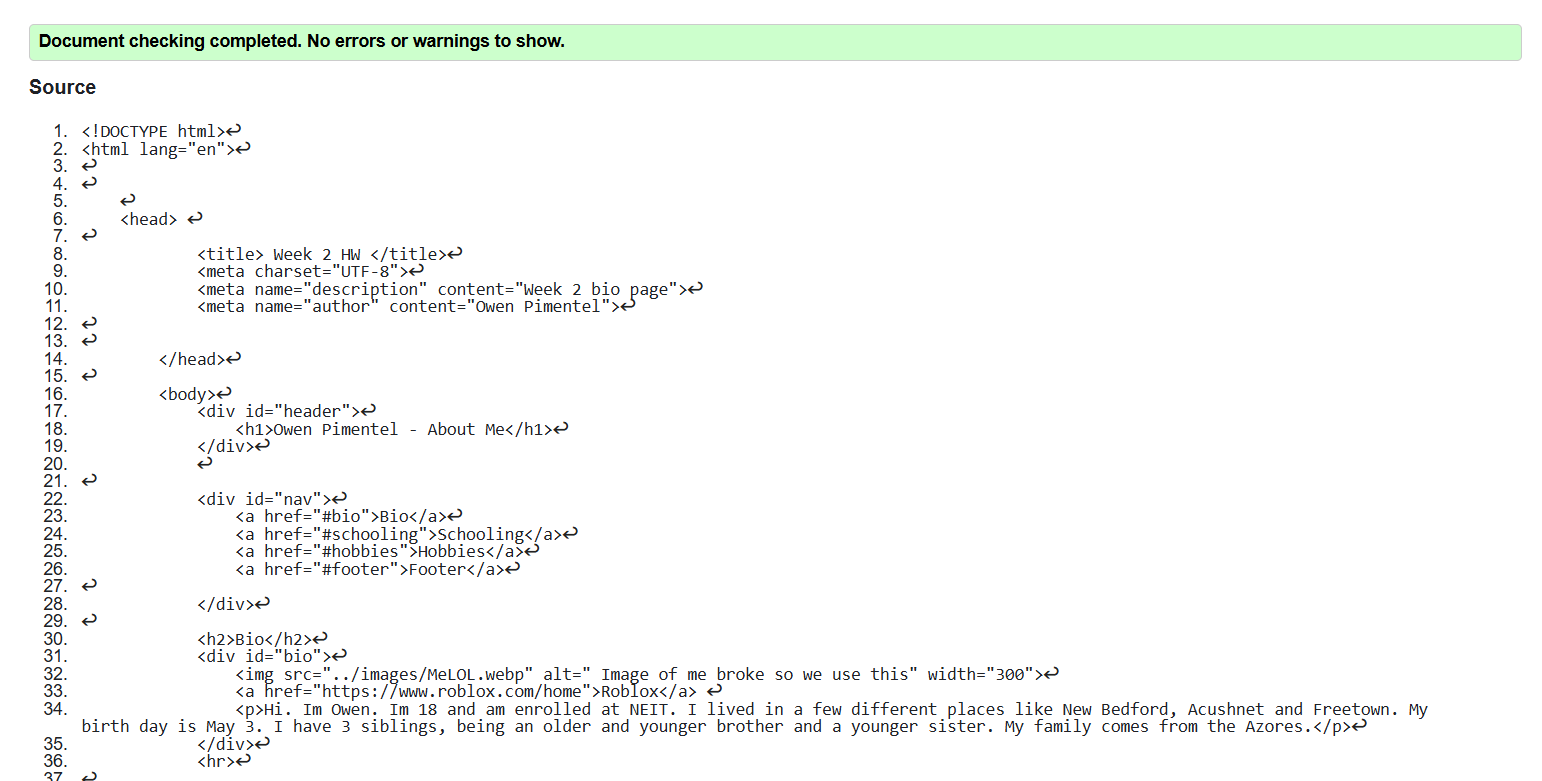 Document checking completed. No errors or warnings to show.
Source
1. <!DOCTYPE html>↩
2. <html lang="en">↩
3. ↩
4. ↩
5.     ↩
6.     <head> ↩
7. ↩
8.             <title> Week 2 HW </title>↩
9.             <meta charset="UTF-8">↩
10.             <meta name="description" content="Week 2 bio page">↩
11.             <meta name="author" content="Owen Pimentel">↩
12. ↩
13. ↩
14.         </head>↩
15. ↩
16.         <body>↩
17.             <div id="header">↩
18.                 <h1>Owen Pimentel - About Me</h1>↩
19.             </div>↩
20.             ↩
21. ↩
22.             <div id="nav">↩
23.                 <a href="#bio">Bio</a>↩
24.                 <a href="#schooling">Schooling</a>↩
25.                 <a href="#hobbies">Hobbies</a>↩
26.                 <a href="#footer">Footer</a>↩
27. ↩
28.             </div>↩
29. ↩
30.             <h2>Bio</h2>↩
31.             <div id="bio">↩
32.                 <img src="../images/MeLOL.webp" alt=" Image of me broke so we use this" width="300">↩
33.                 <a href="https://www.roblox.com/home">Roblox</a> ↩
34.                 <p>Hi. Im Owen. Im 18 and am enrolled at NEIT. I lived in a few different places like New Bedford, Acushnet and Freetown. My
birth day is May 3. I have 3 siblings, being an older and younger brother and a younger sister. My family comes from the Azores.</p>↩
35.             </div>↩
36.             <hr>↩
37. ↩